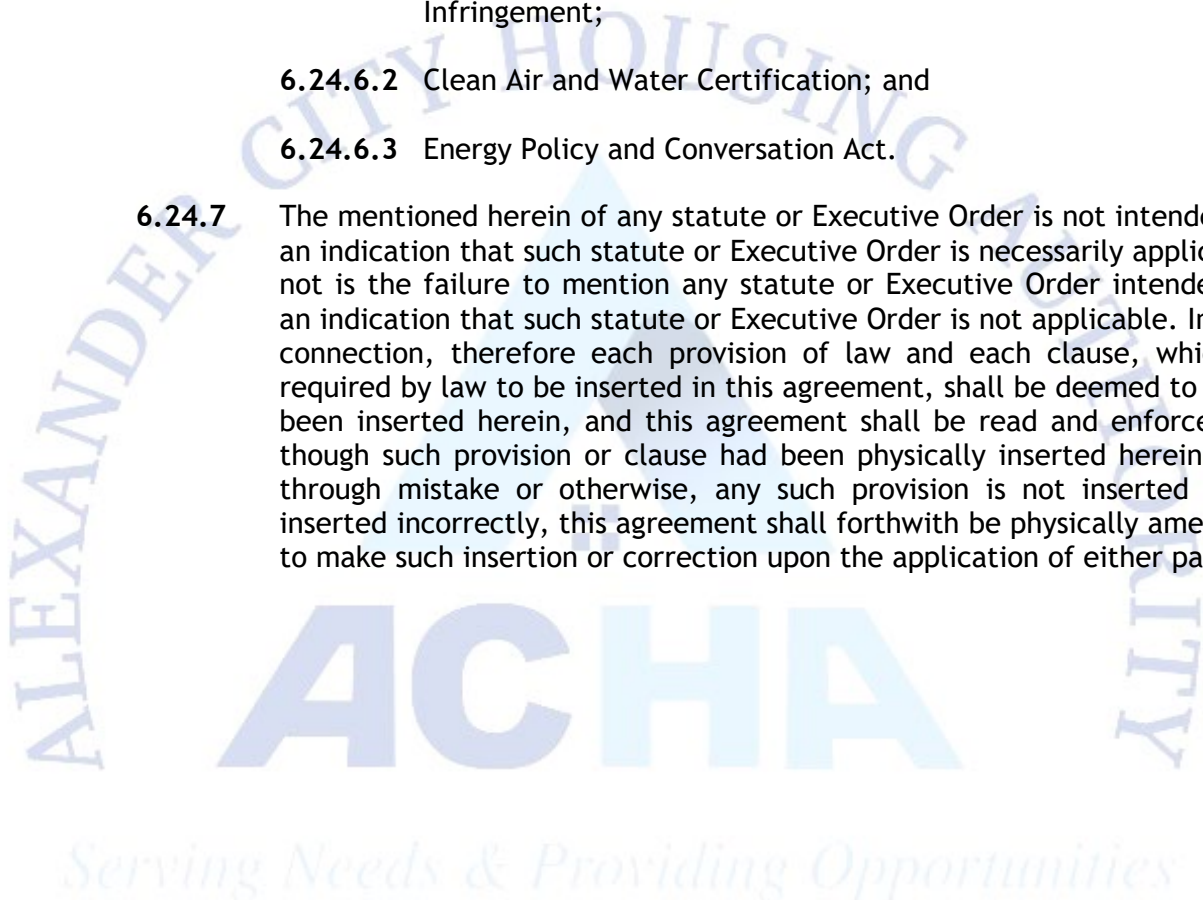 Infringement;
6.24.6.2 Clean Air and Water Certification; and
6.24.6.3 Energy Policy and Conversation Act.
6.24.7 The mentioned herein of any statute or Executive Order is not intende
an indication that such statute or Executive Order is necessarily applic
not is the failure to mention any statute or Executive Order intende
an indication that such statute or Executive Order is not applicable. In
connection, therefore each provision of law and each clause, whi
required by law to be inserted in this agreement, shall be deemed to
been inserted herein, and this agreement shall be read and enforce
though such provision or clause had been physically inserted herein
through mistake or otherwise, any such provision is not inserted
inserted incorrectly, this agreement shall forthwith be physically ame
to make such insertion or correction upon the application of either pa
ALEXANDER CITY HOUSING AUTHORITY
ACHA
Serving Needs & Providing Opportunities